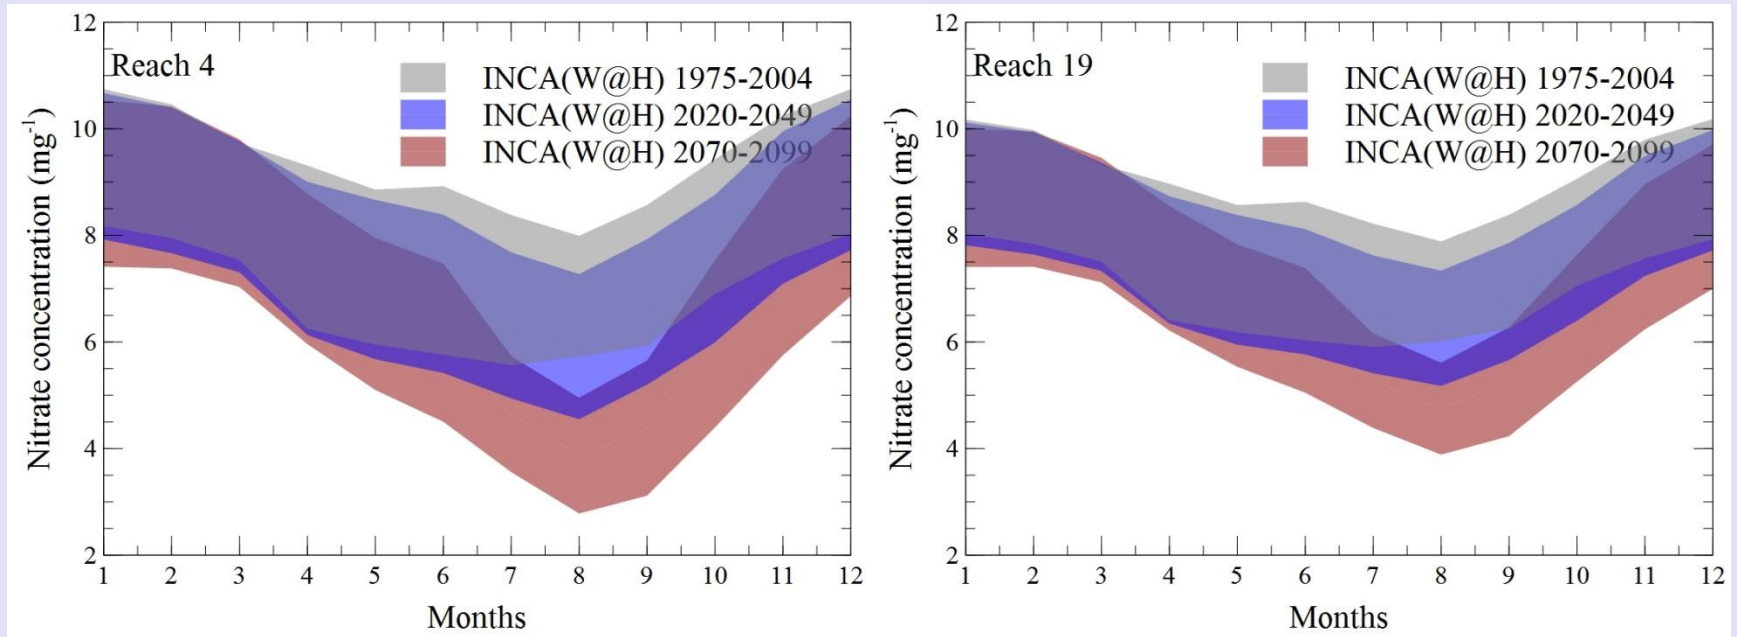 Reach 4
INCA(W@H) 1975-2004
INCA(W@H) 2020-2049
INCA(W@H) 2070-2099
Nitrate concentration (mg⁻¹)
12
10
8
6
4
2
1 2 3 4 5 6 7 8 9 10 11 12
Months
Reach 19
INCA(W@H) 1975-2004
INCA(W@H) 2020-2049
INCA(W@H) 2070-2099
Nitrate concentration (mg⁻¹)
12
10
8
6
4
2
1 2 3 4 5 6 7 8 9 10 11 12
Months